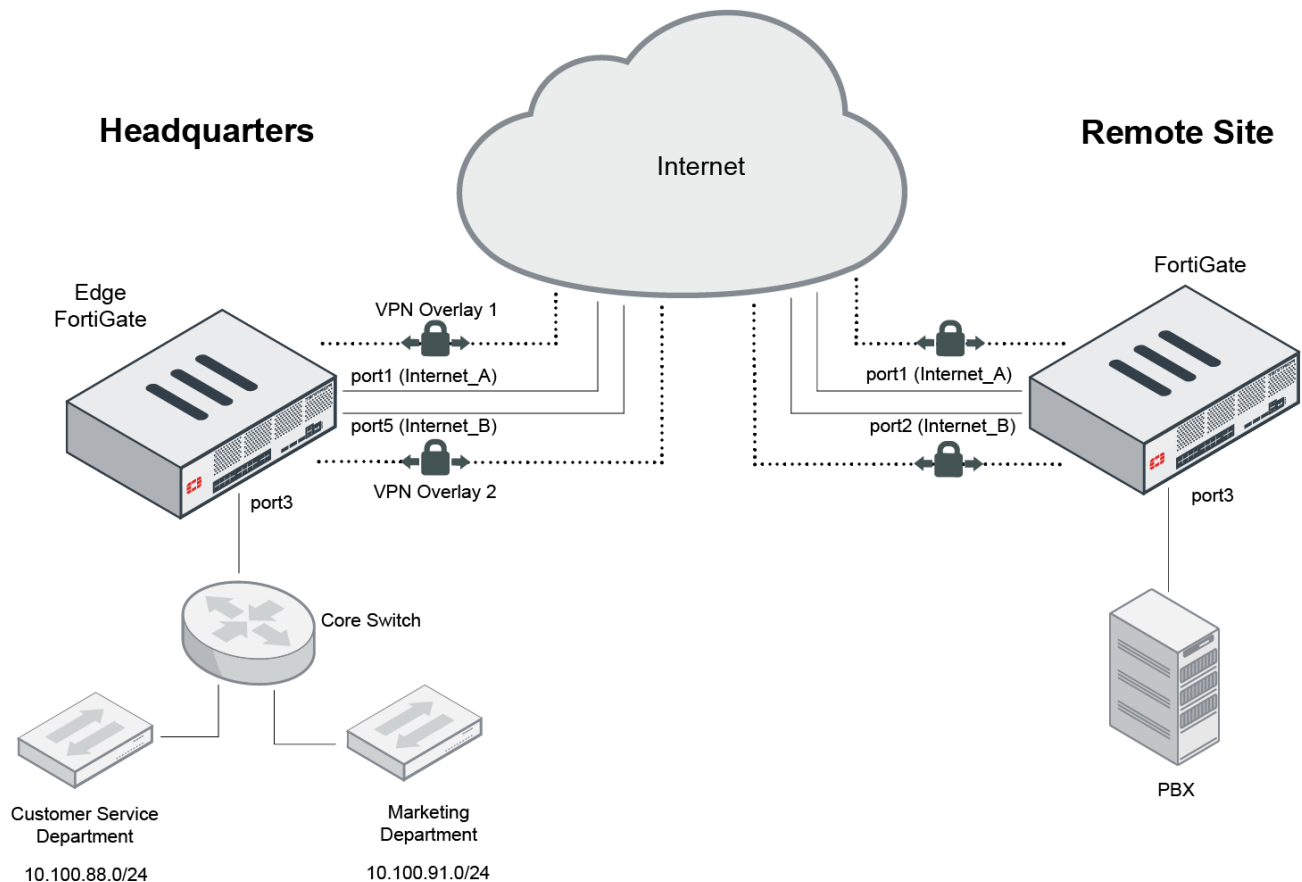 Headquarters
Remote Site
Internet
Edge
FortiGate
FortiGate
VPN Overlay 1
port1 (Internet_A)
port1 (Internet_A)
port5 (Internet_B)
port2 (Internet_B)
VPN Overlay 2
port3
port3
Core Switch
PBX
Customer Service
Department
10.100.88.0/24
Marketing
Department
10.100.91.0/24